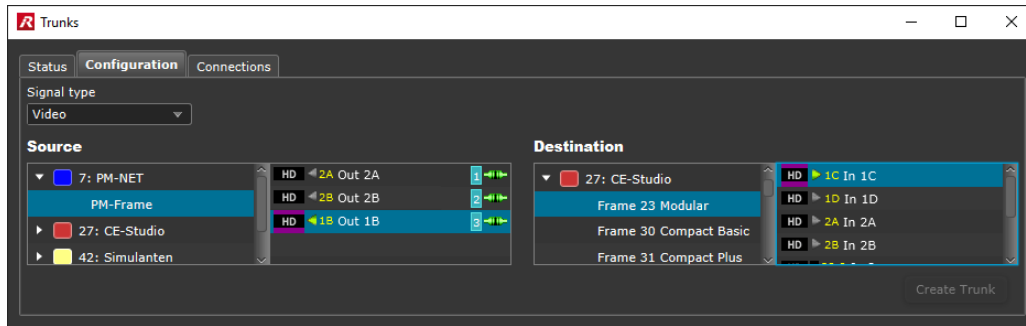 Trunks
Status Configuration Connections
Signal type
Video
Source
7: PM-NET
PM-Frame
27: CE-Studio
42: Simulanten
HD 2A Out 2A 1
HD 2B Out 2B 2
HD 1B Out 1B 3
Destination
27: CE-Studio
Frame 23 Modular
Frame 30 Compact Basic
Frame 31 Compact Plus
HD 1C In 1C
HD 1D In 1D
HD 2A In 2A
HD 2B In 2B
Create Trunk